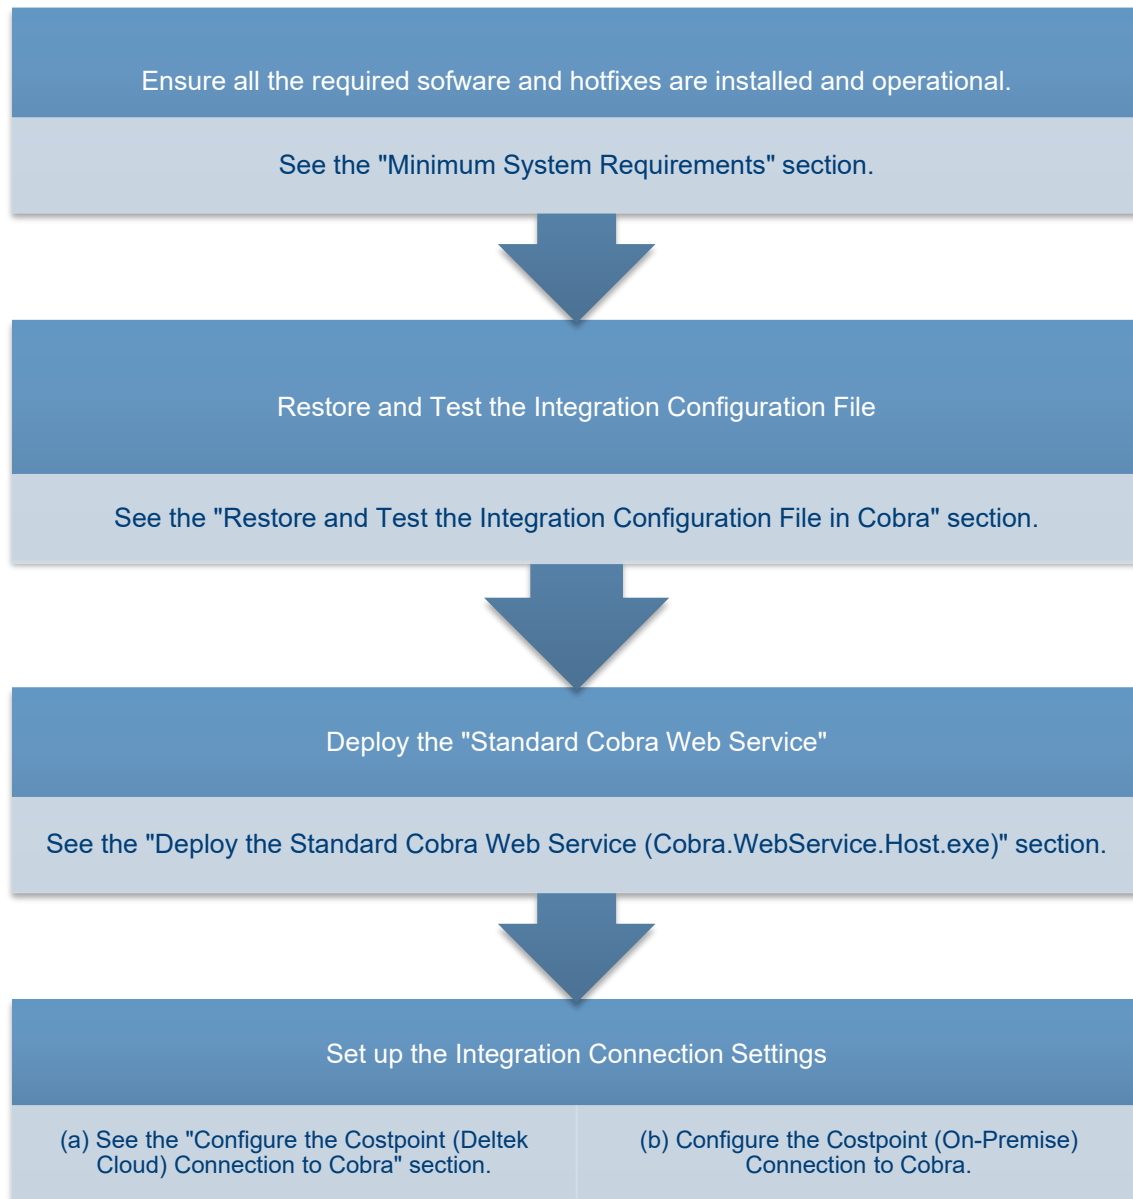 Ensure all the required sofware and hotfixes are installed and operational.
See the "Minimum System Requirements" section.
Restore and Test the Integration Configuration File
See the "Restore and Test the Integration Configuration File in Cobra" section.
Deploy the "Standard Cobra Web Service"
See the "Deploy the Standard Cobra Web Service (Cobra.WebService.Host.exe)" section.
Set up the Integration Connection Settings
(a) See the "Configure the Costpoint (Deltek
Cloud) Connection to Cobra" section.
(b) Configure the Costpoint (On-Premise)
Connection to Cobra.